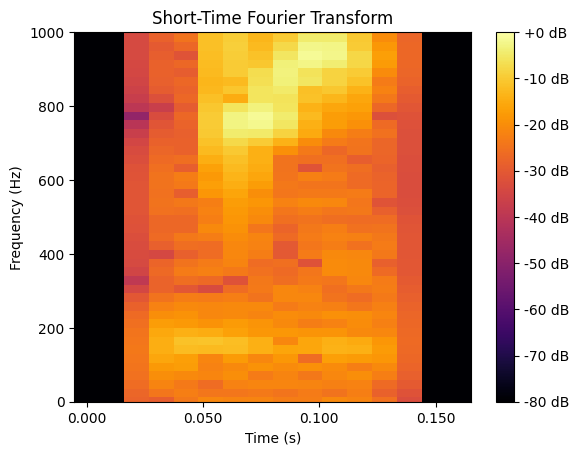 Short-Time Fourier Transform
1000
800
600
400
200
0
Frequency (Hz)
0.000
0.050
0.100
0.150
Time (s)
+0 dB
-10 dB
-20 dB
-30 dB
-40 dB
-50 dB
-60 dB
-70 dB
-80 dB